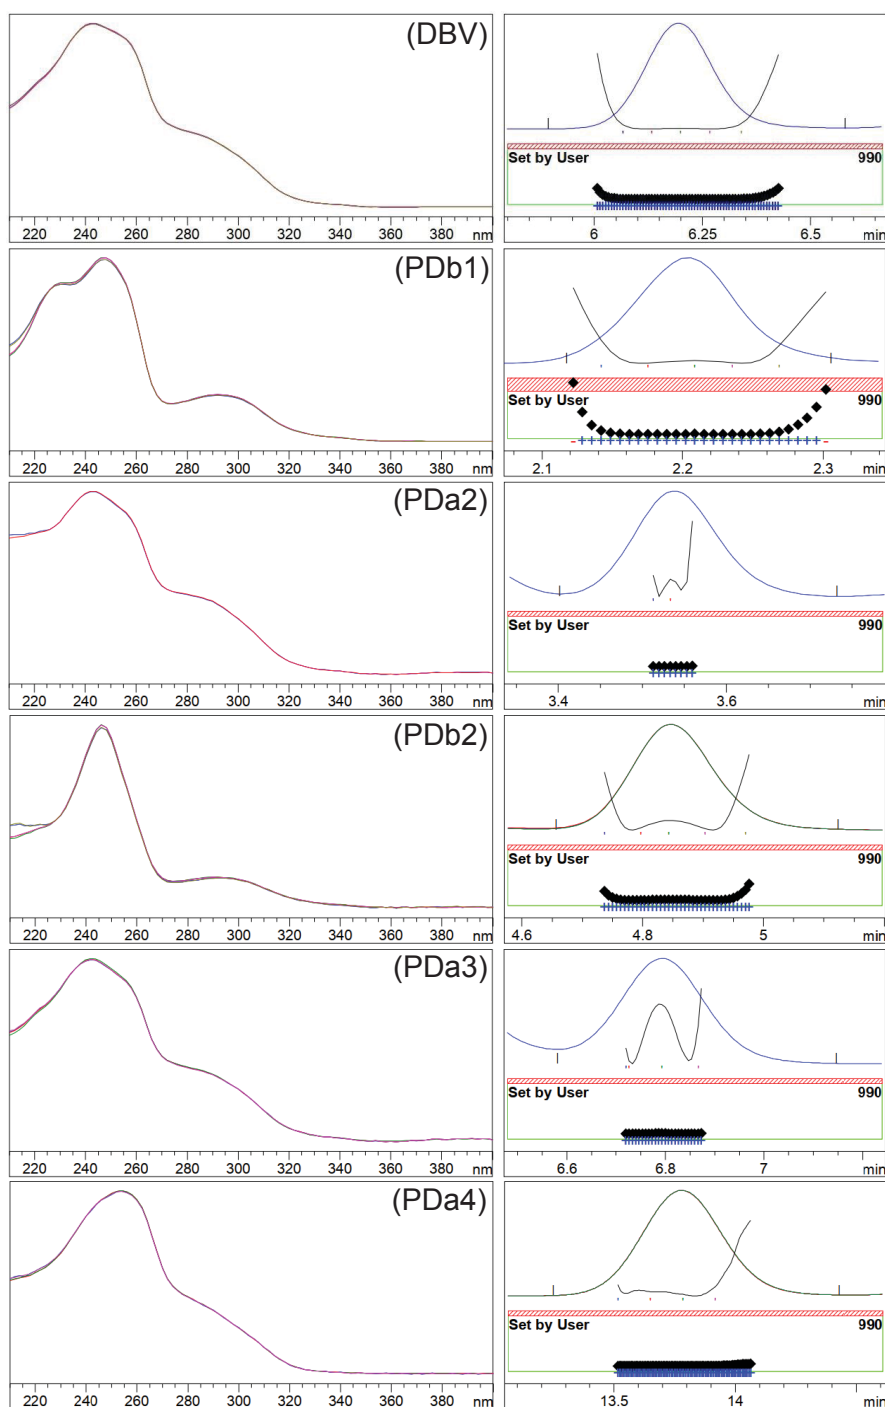 (DBV)
220 240 260 280 300 320 340 360 380 nm
Set by User 990
6 6.25 6.5 min
(PDb1)
220 240 260 280 300 320 340 360 380 nm
Set by User 990
2.1 2.2 2.3 min
(PDa2)
220 240 260 280 300 320 340 360 380 nm
Set by User 990
3.4 3.6 min
(PDb2)
220 240 260 280 300 320 340 360 380 nm
Set by User 990
4.6 4.8 5 min
(PDa3)
220 240 260 280 300 320 340 360 380 nm
Set by User 990
6.6 6.8 7 min
(PDa4)
220 240 260 280 300 320 340 360 380 nm
Set by User 990
13.5 14 min